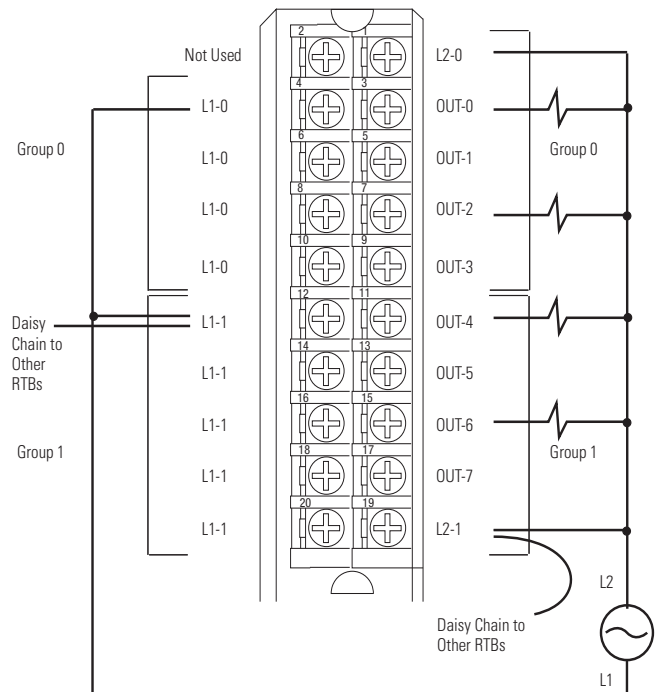 2 1
Not Used L2-0
4 3
L1-0 OUT-0
Group 0 Group 0
6 5
L1-0 OUT-1
8 7
L1-0 OUT-2
10 9
L1-0 OUT-3
12 11
L1-1 OUT-4
Daisy
Chain to
Other
RTBs
14 13
L1-1 OUT-5
16 15
L1-1 OUT-6
Group 1 Group 1
18 17
L1-1 OUT-7
20 19
L1-1 L2-1
L2
Daisy Chain to
Other RTBs
L1